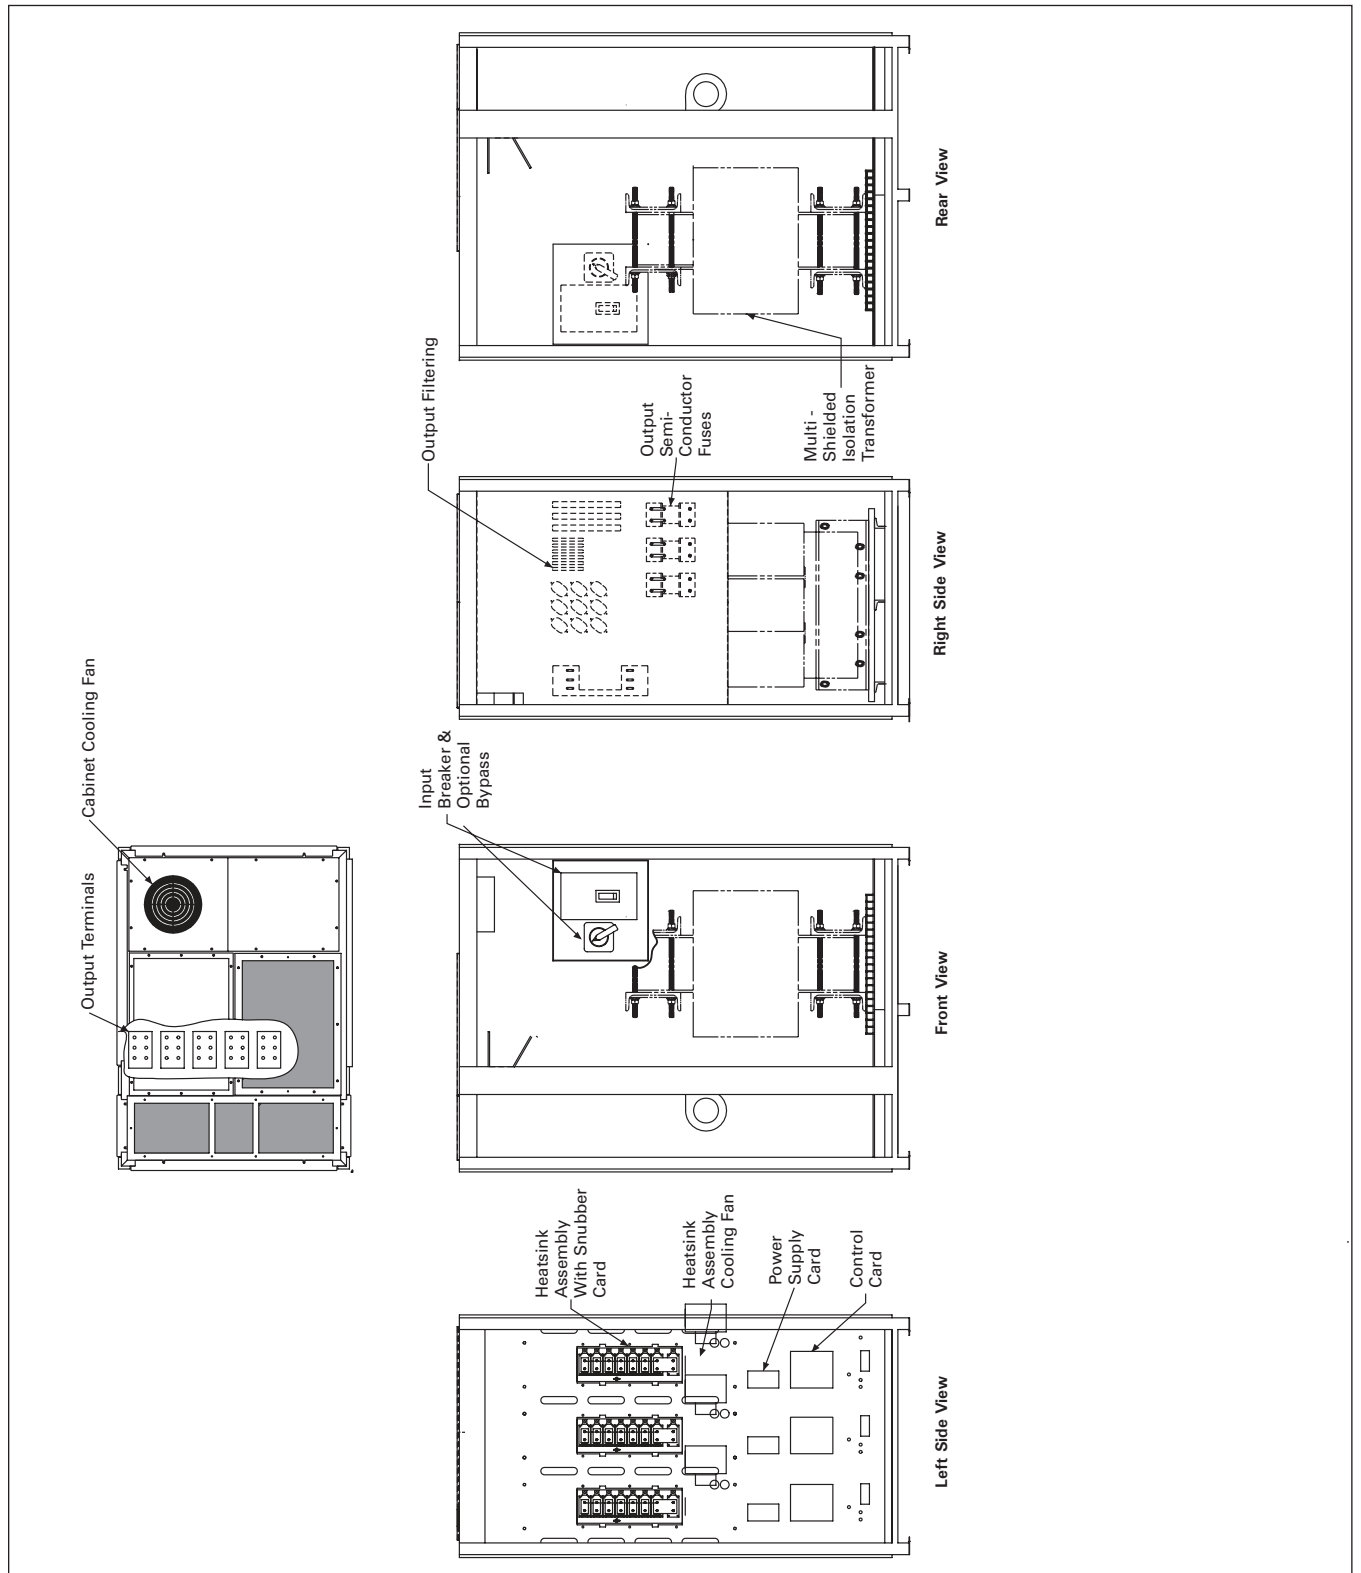 Output Terminals
Cabinet Cooling Fan
Heatsink
Assembly
With Snubber
Card
Heatsink
Assembly
Cooling Fan
Power
Supply
Card
Control
Card
Left Side View
Input
Breaker &
Optional
Bypass
Front View
Output Filtering
Output
Semi-
Conductor
Fuses
Right Side View
Multi -
Shielded
Isolation
Transformer
Rear View